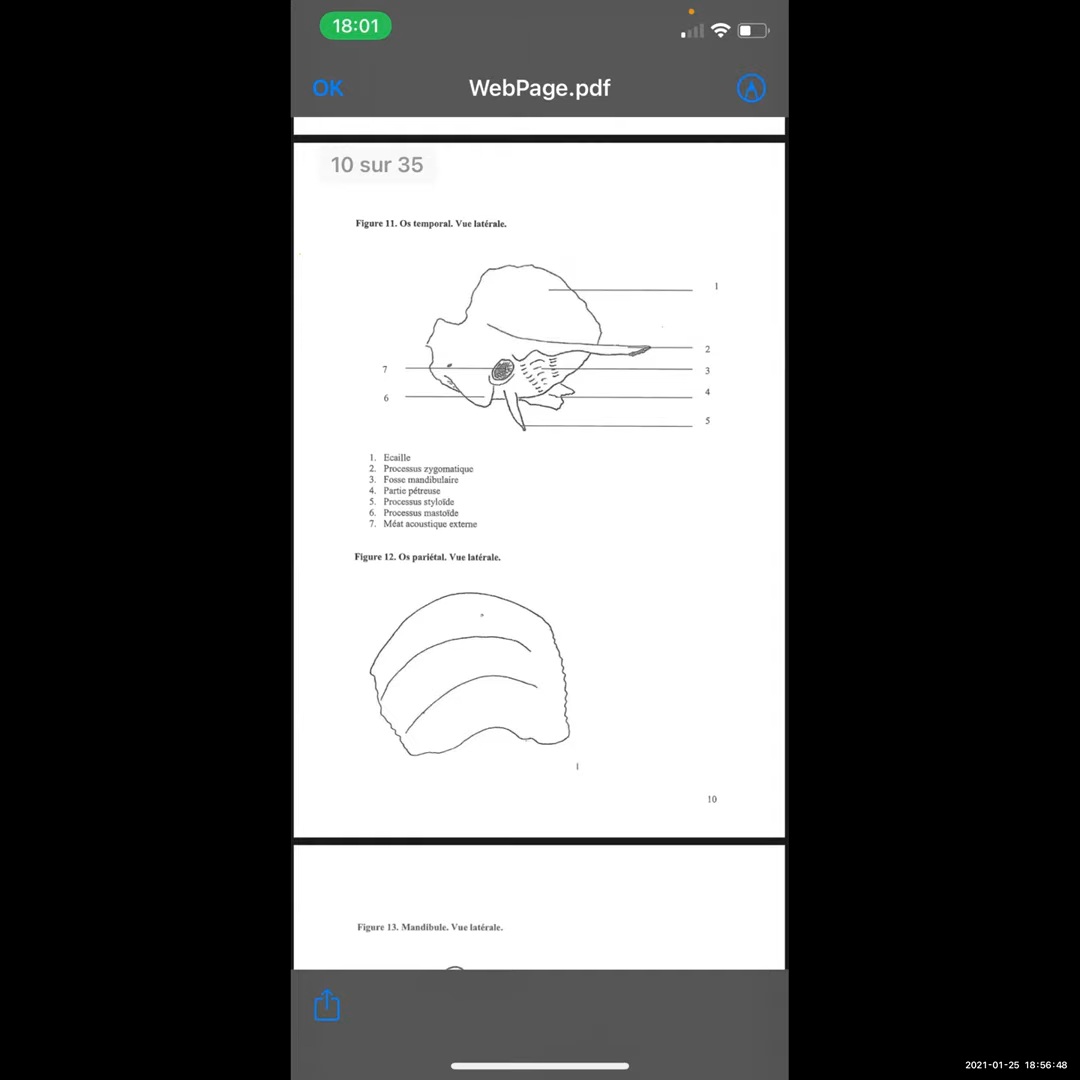 18:01
OK
WebPage.pdf
10 sur 35
Figure 11. Os temporal. Vue latérale.
1
2
7
3
6
4
5
1. Ecaille
2. Processus zygomatique
3. Fosse mandibulaire
4. Partie pétreuse
5. Processus styloïde
6. Processus mastoïde
7. Méat acoustique externe
Figure 12. Os pariétal. Vue latérale.
1
10
Figure 13. Mandibule. Vue latérale.
2021-01-25 18:56:48